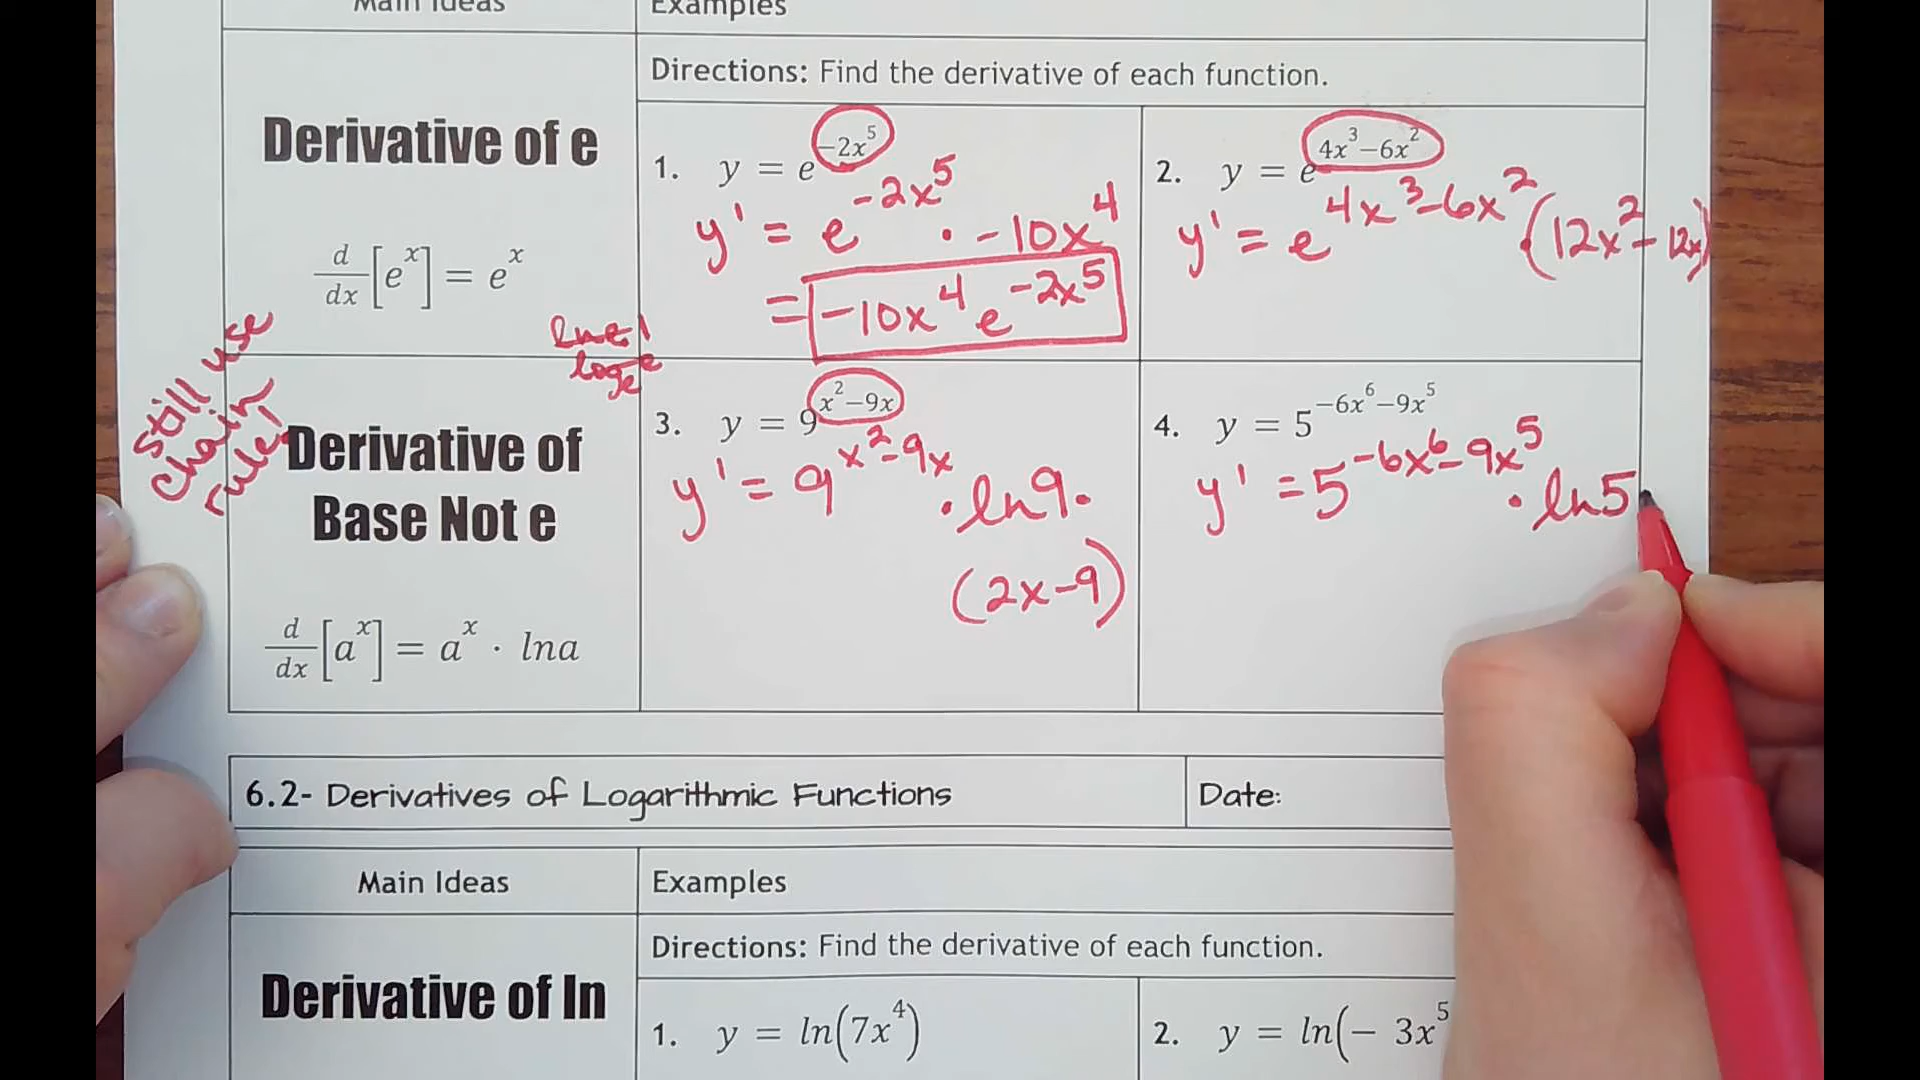 Main Ideas
Examples
Directions: Find the derivative of each function.
Derivative of e
d/dx [e^x] = e^x
still use
chain
rule!
ln e 1
log_e e
1. y = e^(-2x^5)
y' = e^(-2x^5) · -10x^4
= -10x^4 e^(-2x^5)
2. y = e^(4x^3-6x^2)
y' = e^(4x^3-6x^2) · (12x^2 - 12x)
Derivative of
Base Not e
d/dx [a^x] = a^x · lna
3. y = 9^(x^2-9x)
y' = 9^(x^2-9x) · ln9 ·
(2x-9)
4. y = 5^(-6x^6-9x^5)
y' = 5^(-6x^6-9x^5) · ln5
6.2- Derivatives of Logarithmic Functions
Date:
Main Ideas
Examples
Directions: Find the derivative of each function.
Derivative of ln
1. y = ln(7x^4)
2. y = ln(- 3x^5